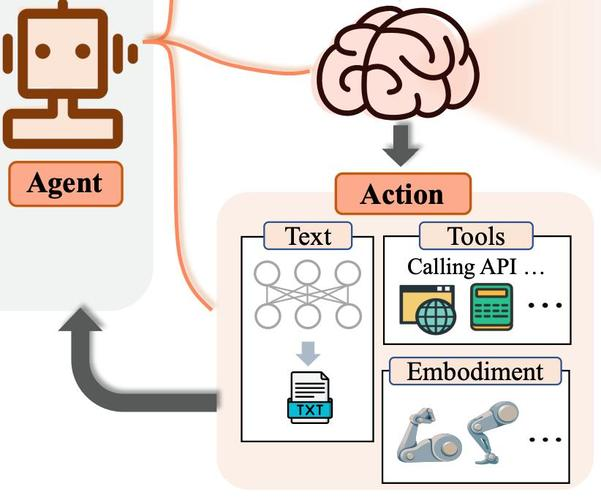 Agent
Action
Text
TXT
Tools
Calling API …
Embodiment